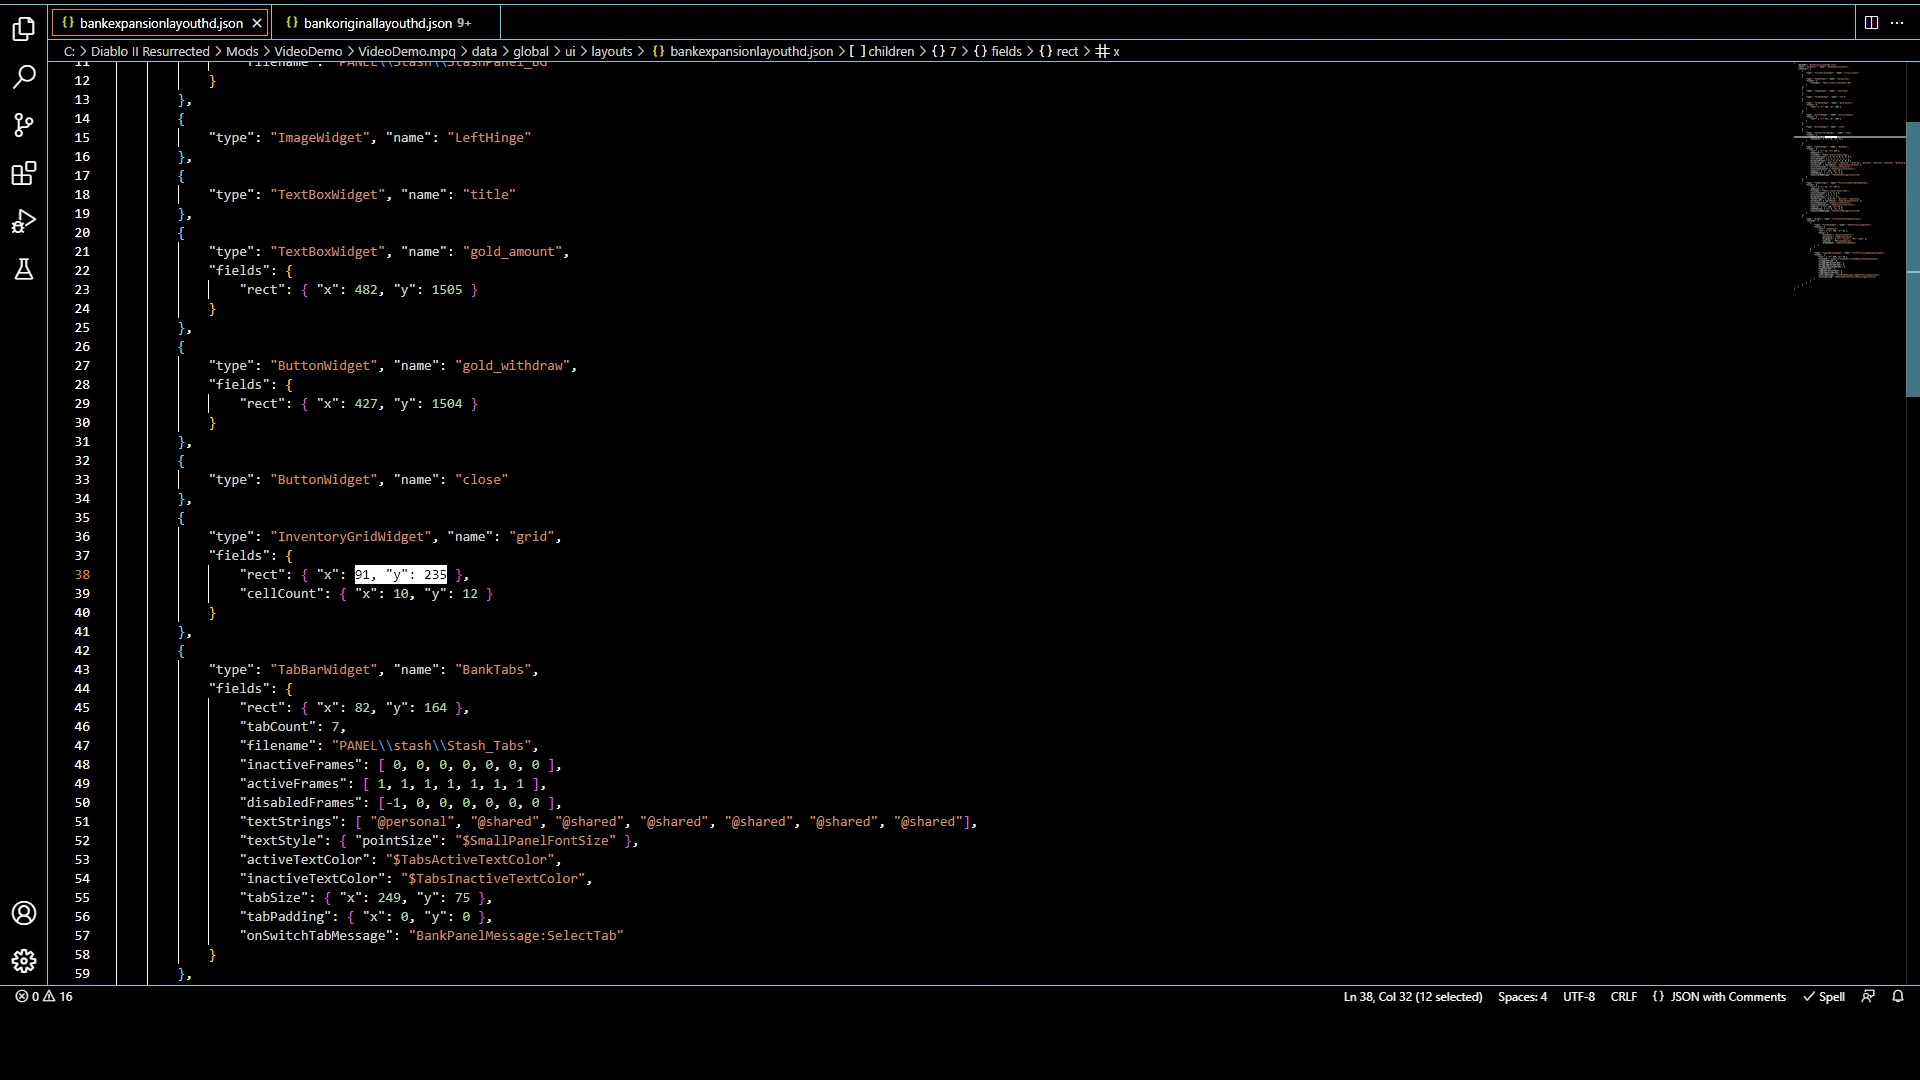 {} bankexpansionlayouthd.json ×
{} bankoriginallayouthd.json 9+
C: > Diablo II Resurrected > Mods > VideoDemo > VideoDemo.mpq > data > global > ui > layouts > {} bankexpansionlayouthd.json > [ ] children > {} 7 > {} fields > {} rect > # x
11 "filename": "PANEL\\Stash\\StashPanel_BG"
12 }
13 },
14 {
15 "type": "ImageWidget", "name": "LeftHinge"
16 },
17 {
18 "type": "TextBoxWidget", "name": "title"
19 },
20 {
21 "type": "TextBoxWidget", "name": "gold_amount",
22 "fields": {
23 "rect": { "x": 482, "y": 1505 }
24 }
25 },
26 {
27 "type": "ButtonWidget", "name": "gold_withdraw",
28 "fields": {
29 "rect": { "x": 427, "y": 1504 }
30 }
31 },
32 {
33 "type": "ButtonWidget", "name": "close"
34 },
35 {
36 "type": "InventoryGridWidget", "name": "grid",
37 "fields": {
38 "rect": { "x": 91, "y": 235 },
39 "cellCount": { "x": 10, "y": 12 }
40 }
41 },
42 {
43 "type": "TabBarWidget", "name": "BankTabs",
44 "fields": {
45 "rect": { "x": 82, "y": 164 },
46 "tabCount": 7,
47 "filename": "PANEL\\stash\\Stash_Tabs",
48 "inactiveFrames": [ 0, 0, 0, 0, 0, 0, 0 ],
49 "activeFrames": [ 1, 1, 1, 1, 1, 1, 1 ],
50 "disabledFrames": [-1, 0, 0, 0, 0, 0, 0 ],
51 "textStrings": [ "@personal", "@shared", "@shared", "@shared", "@shared", "@shared", "@shared"],
52 "textStyle": { "pointSize": "$SmallPanelFontSize" },
53 "activeTextColor": "$TabsActiveTextColor",
54 "inactiveTextColor": "$TabsInactiveTextColor",
55 "tabSize": { "x": 249, "y": 75 },
56 "tabPadding": { "x": 0, "y": 0 },
57 "onSwitchTabMessage": "BankPanelMessage:SelectTab"
58 }
59 },
0 16
Ln 38, Col 32 (12 selected) Spaces: 4 UTF-8 CRLF {} JSON with Comments ✓ Spell